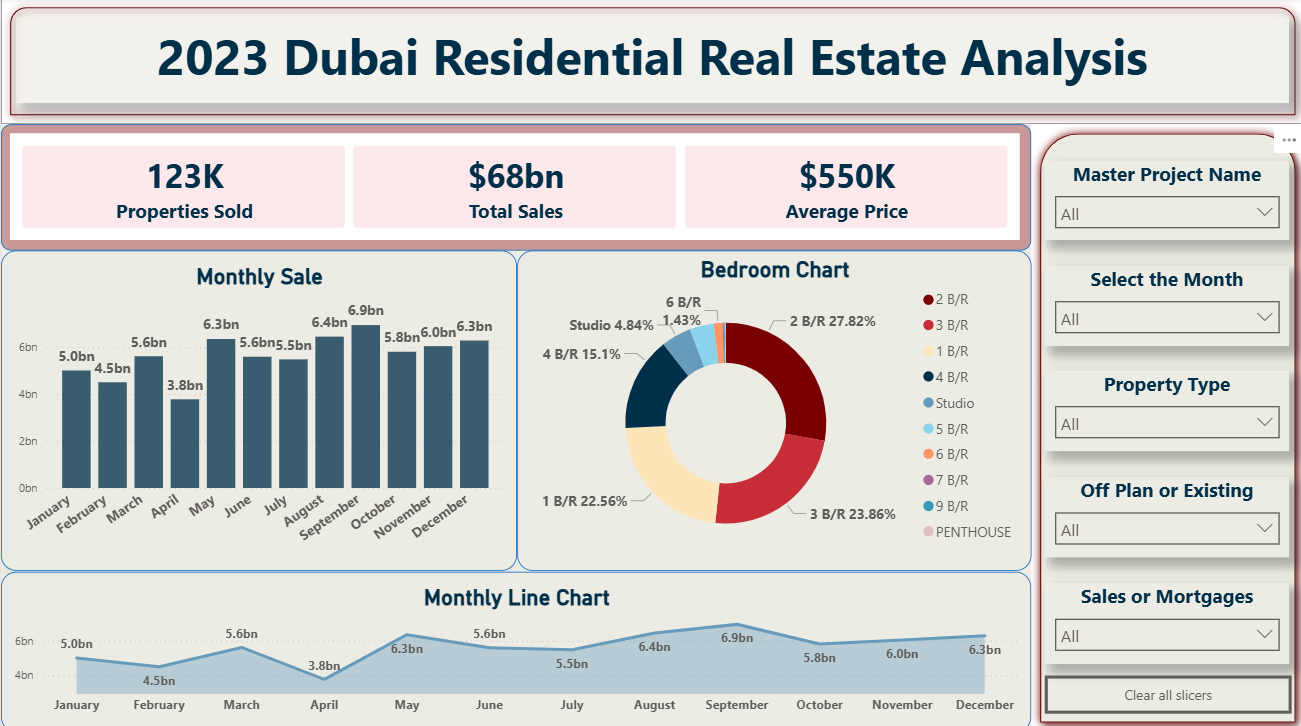 2023 Dubai Residential Real Estate Analysis
123K
Properties Sold
$68bn
Total Sales
$550K
Average Price
Monthly Sale
6bn
4bn
2bn
0bn
5.0bn
4.5bn
5.6bn
3.8bn
6.3bn
5.6bn
5.5bn
6.4bn
6.9bn
5.8bn
6.0bn
6.3bn
January
February
March
April
May
June
July
August
September
October
November
December
Bedroom Chart
6 B/R
1.43%
Studio 4.84%
4 B/R 15.1%
1 B/R 22.56%
2 B/R 27.82%
3 B/R 23.86%
2 B/R
3 B/R
1 B/R
4 B/R
Studio
5 B/R
6 B/R
7 B/R
9 B/R
PENTHOUSE
Monthly Line Chart
6bn
4bn
5.0bn
4.5bn
5.6bn
3.8bn
6.3bn
5.6bn
5.5bn
6.4bn
6.9bn
5.8bn
6.0bn
6.3bn
January
February
March
April
May
June
July
August
September
October
November
December
Master Project Name
All
Select the Month
All
Property Type
All
Off Plan or Existing
All
Sales or Mortgages
All
Clear all slicers